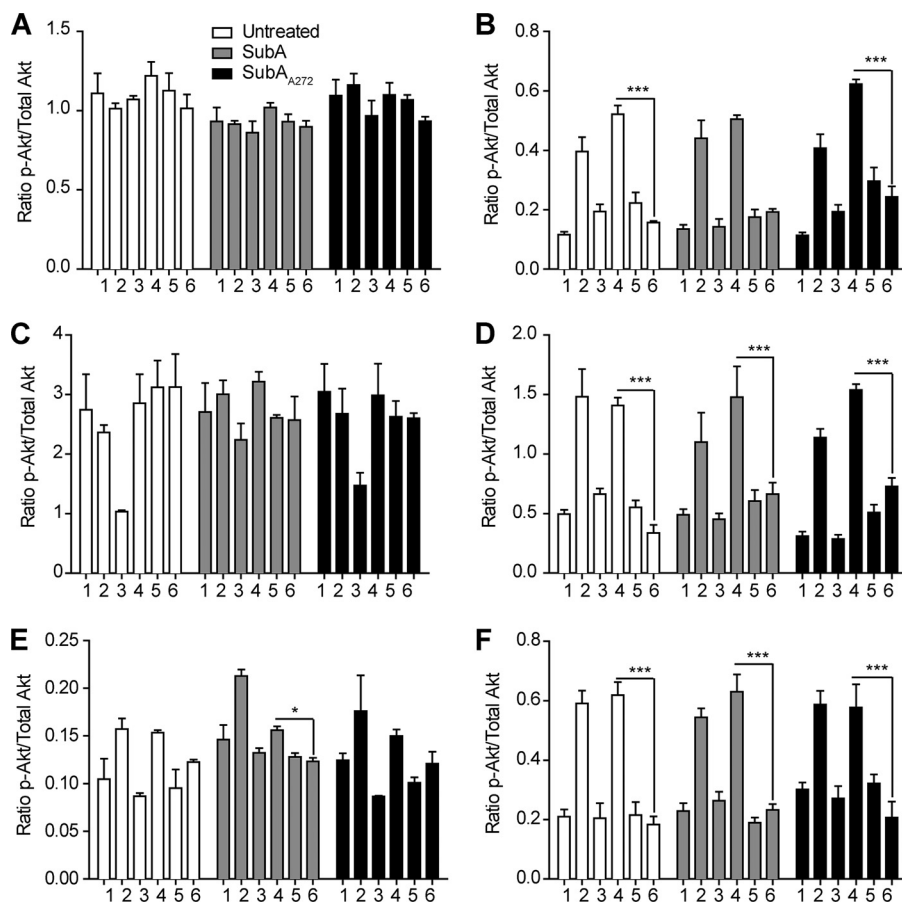 A
Untreated
SubA
SubA_A272
Ratio p-Akt/Total Akt
1.5
1.0
0.5
0.0
1 2 3 4 5 6 1 2 3 4 5 6 1 2 3 4 5 6
B
Ratio p-Akt/Total Akt
0.8
0.6
0.4
0.2
0.0
*** ***
1 2 3 4 5 6 1 2 3 4 5 6 1 2 3 4 5 6
C
Ratio p-Akt/Total Akt
4
3
2
1
0
1 2 3 4 5 6 1 2 3 4 5 6 1 2 3 4 5 6
D
Ratio p-Akt/Total Akt
2.0
1.5
1.0
0.5
0.0
*** *** ***
1 2 3 4 5 6 1 2 3 4 5 6 1 2 3 4 5 6
E
Ratio p-Akt/Total Akt
0.25
0.20
0.15
0.10
0.05
0.00
*
1 2 3 4 5 6 1 2 3 4 5 6 1 2 3 4 5 6
F
Ratio p-Akt/Total Akt
0.8
0.6
0.4
0.2
0.0
*** *** ***
1 2 3 4 5 6 1 2 3 4 5 6 1 2 3 4 5 6